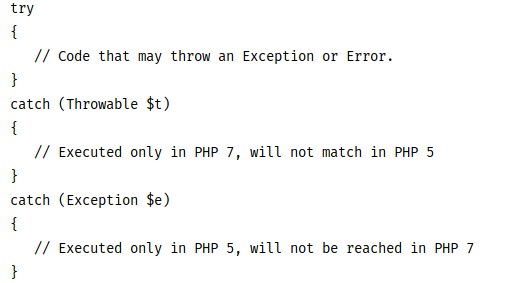 try
{
   // Code that may throw an Exception or Error.
}
catch (Throwable $t)
{
   // Executed only in PHP 7, will not match in PHP 5
}
catch (Exception $e)
{
   // Executed only in PHP 5, will not be reached in PHP 7
}